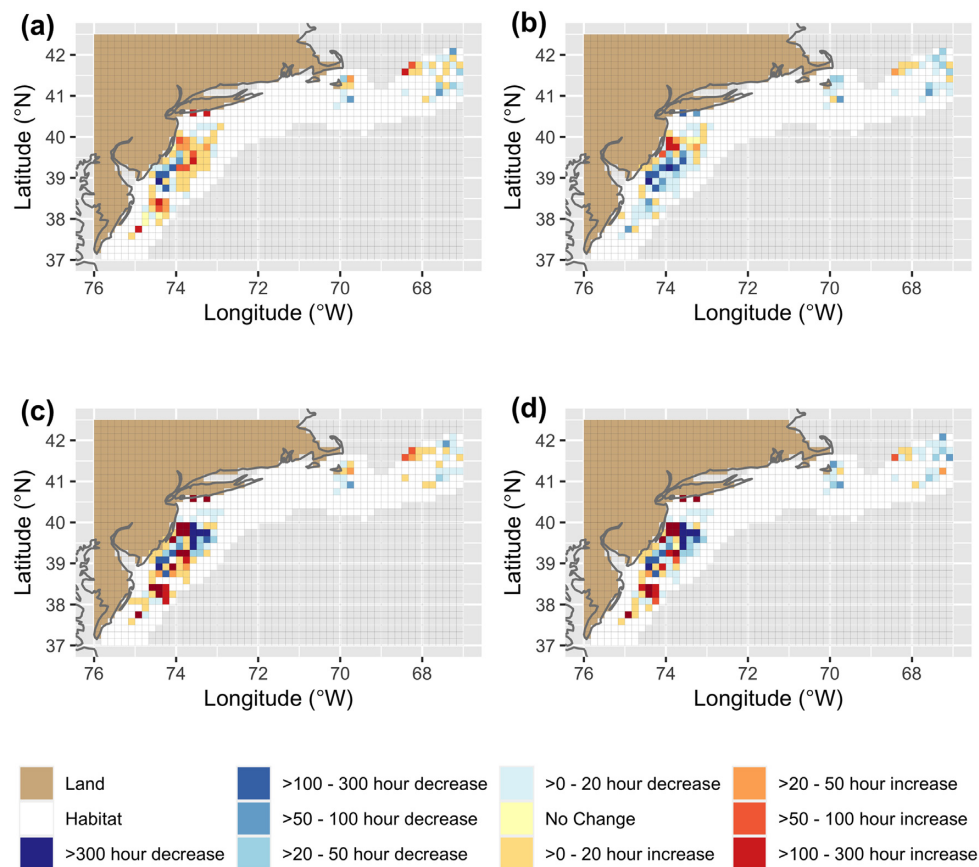 (a)
(b)
Latitude (°N)
42
41
40
39
38
37
76
74
72
70
68
Longitude (°W)
Latitude (°N)
42
41
40
39
38
37
76
74
72
70
68
Longitude (°W)
(c)
(d)
Latitude (°N)
42
41
40
39
38
37
76
74
72
70
68
Longitude (°W)
Latitude (°N)
42
41
40
39
38
37
76
74
72
70
68
Longitude (°W)
Land
>100 - 300 hour decrease
>0 - 20 hour decrease
>20 - 50 hour increase
Habitat
>50 - 100 hour decrease
No Change
>50 - 100 hour increase
>300 hour decrease
>20 - 50 hour decrease
>0 - 20 hour increase
>100 - 300 hour increase